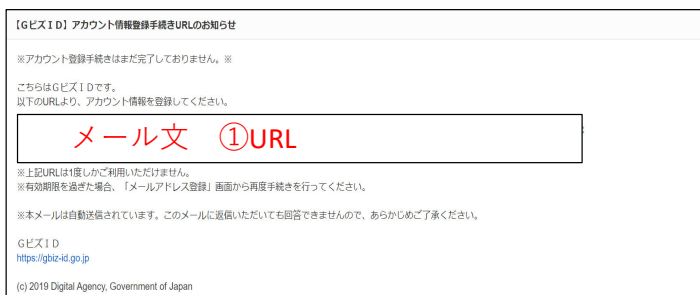 【GビズＩＤ】アカウント情報登録手続きURLのお知らせ
※アカウント登録手続きはまだ完了しておりません。※
こちらはGビズＩＤです。
以下のURLより、アカウント情報を登録してください。
メール文　①URL
※上記URLは1度しかご利用いただけません。
※有効期限を過ぎた場合、「メールアドレス登録」画面から再度手続きを行ってください。
※本メールは自動送信されています。このメールに返信いただいても回答できませんので、あらかじめご了承ください。
GビズＩＤ
https://gbiz-id.go.jp
(c) 2019 Digital Agency, Government of Japan